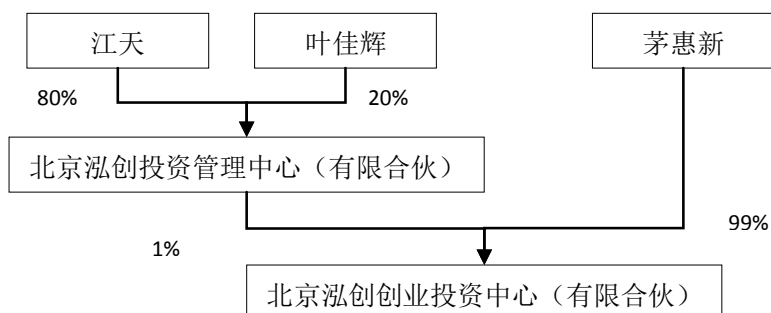 江天
叶佳辉
茅惠新
80%
20%
北京泓创投资管理中心（有限合伙）
1%
99%
北京泓创创业投资中心（有限合伙）